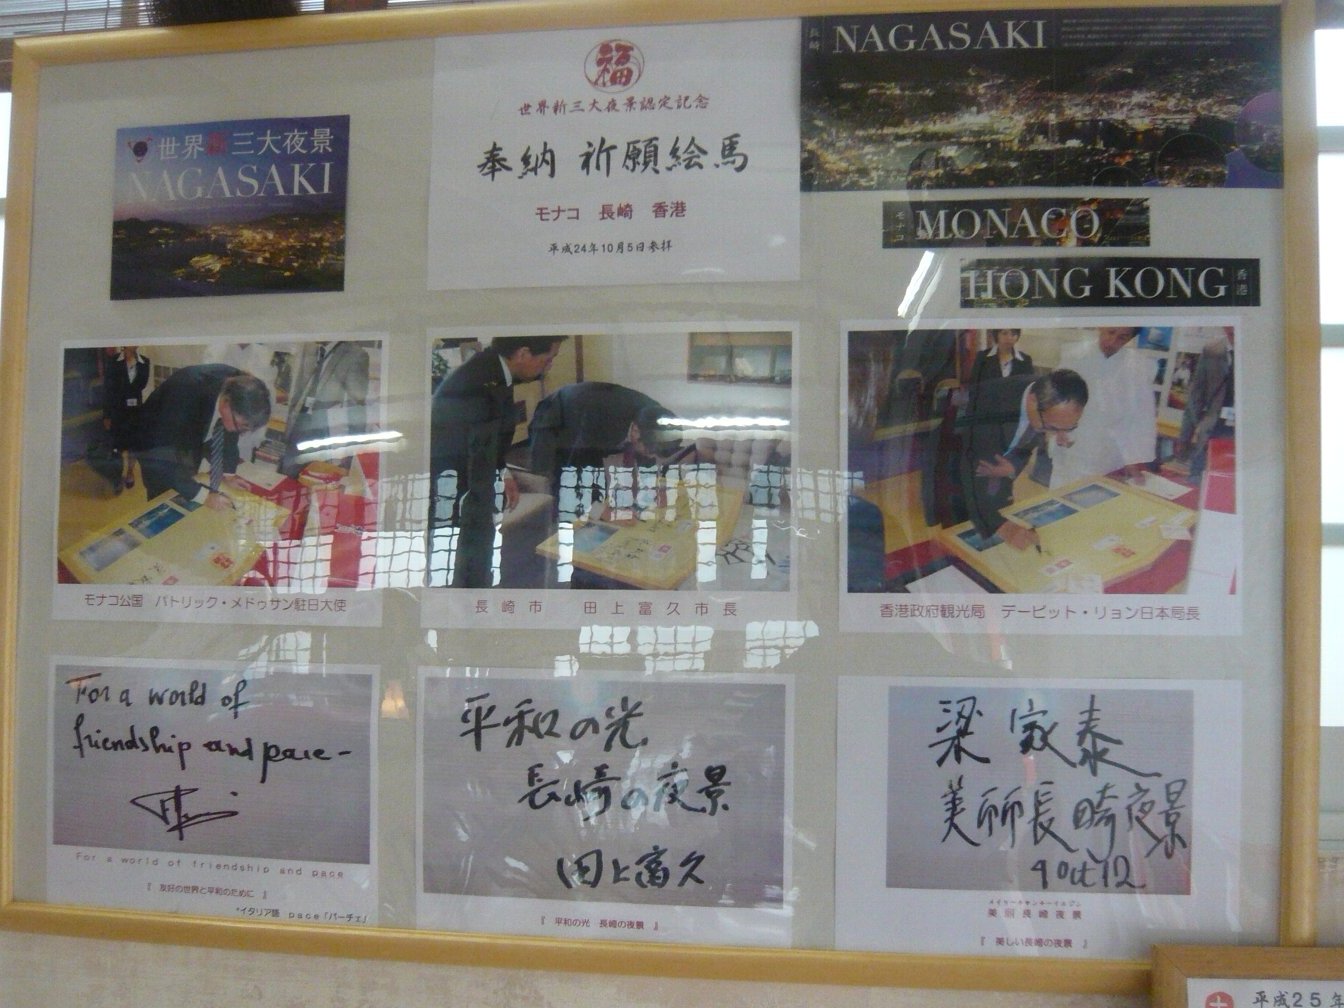 世界新三大夜景
NAGASAKI
福
世界新三大夜景認定記念
奉納 祈願絵馬
モナコ 長崎 香港
平成24年10月5日参拝
長崎 NAGASAKI
モナコ MONACO
HONG KONG 香港
モナコ公国 パトリック・メドゥサン駐日大使
長崎市 田上富久市長
香港政府観光局 デービット・リョン日本局長
For a world of
friendship and pace-
For a world of friendship and pace
『 友好の世界と平和のために 』
*イタリア語 pace「パーチェ」
平和の光
長崎の夜景
田上富久
『 平和の光 長崎の夜景 』
梁家泰
美丽長崎夜景
4 Oct 12
『 美しい長崎の夜景 』
平成25年